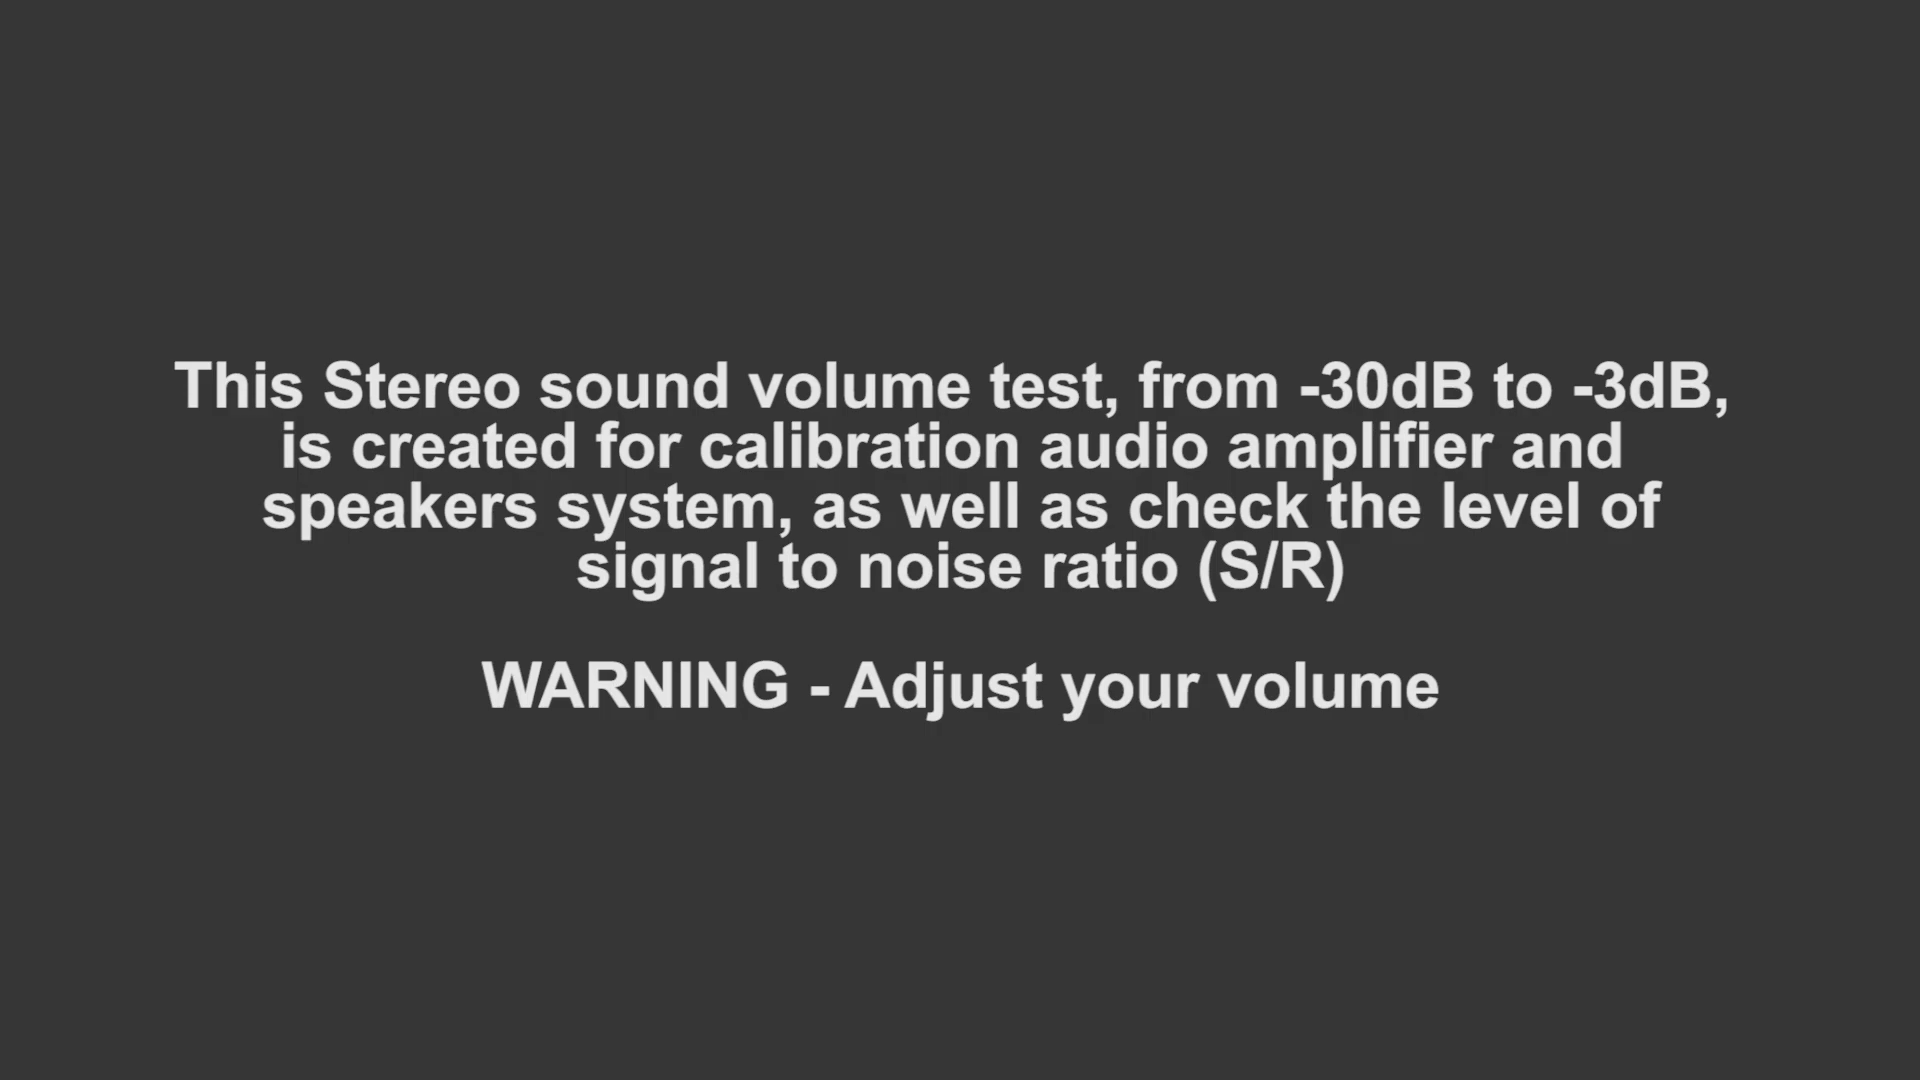 This Stereo sound volume test, from -30dB to -3dB,
is created for calibration audio amplifier and
speakers system, as well as check the level of
signal to noise ratio (S/R)
WARNING - Adjust your volume